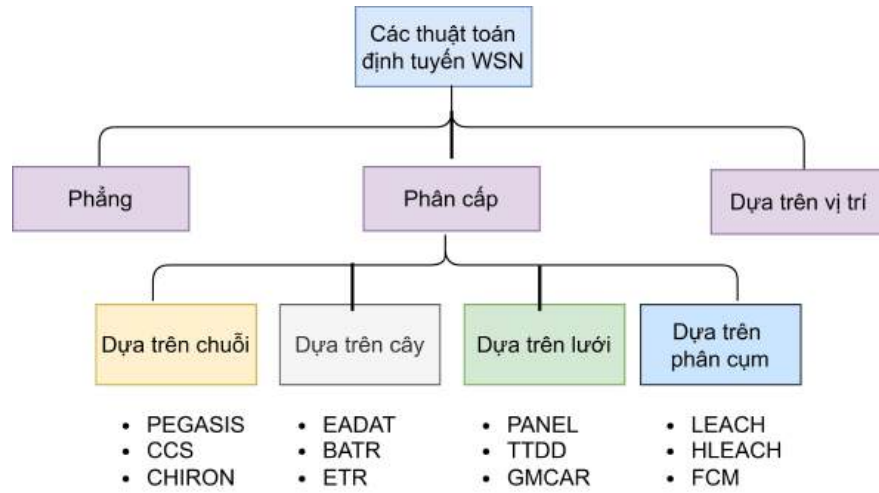 Các thuật toán
định tuyến WSN
Phẳng
Phân cấp
Dựa trên vị trí
Dựa trên chuỗi
Dựa trên cây
Dựa trên lưới
Dựa trên
phân cụm
• PEGASIS
• CCS
• CHIRON
• EADAT
• BATR
• ETR
• PANEL
• TTDD
• GMCAR
• LEACH
• HLEACH
• FCM